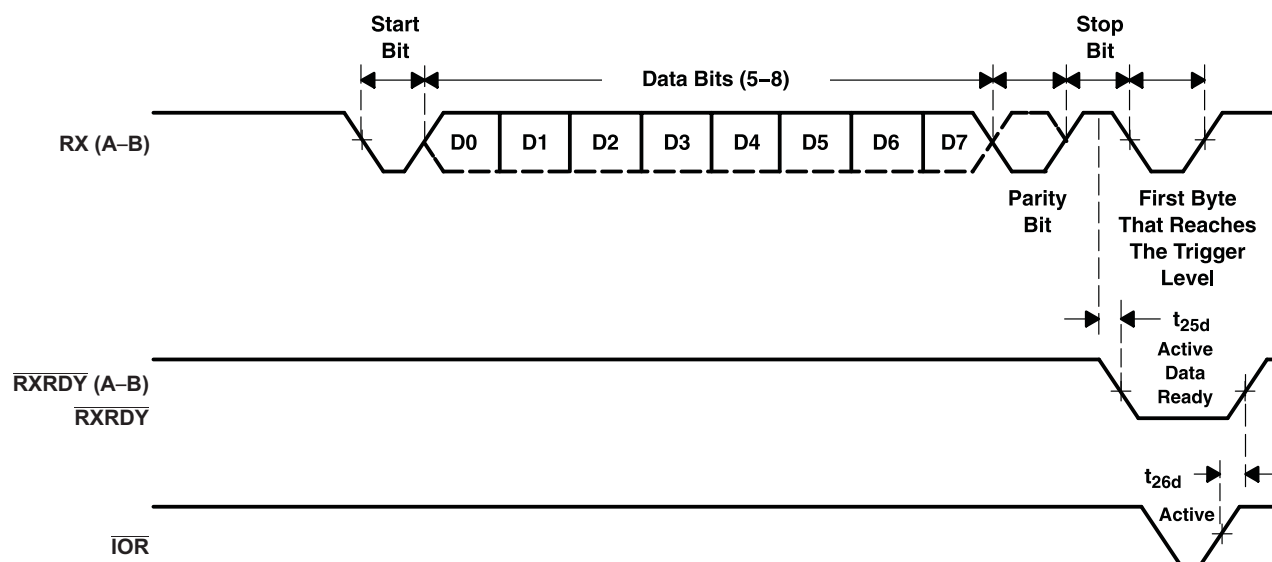 Start
Bit
Stop
Bit
Data Bits (5–8)
RX (A–B)
D0 D1 D2 D3 D4 D5 D6 D7
Parity
Bit
First Byte
That Reaches
The Trigger
Level
t25d
Active
Data
Ready
RXRDY (A–B)
RXRDY
t26d
Active
IOR